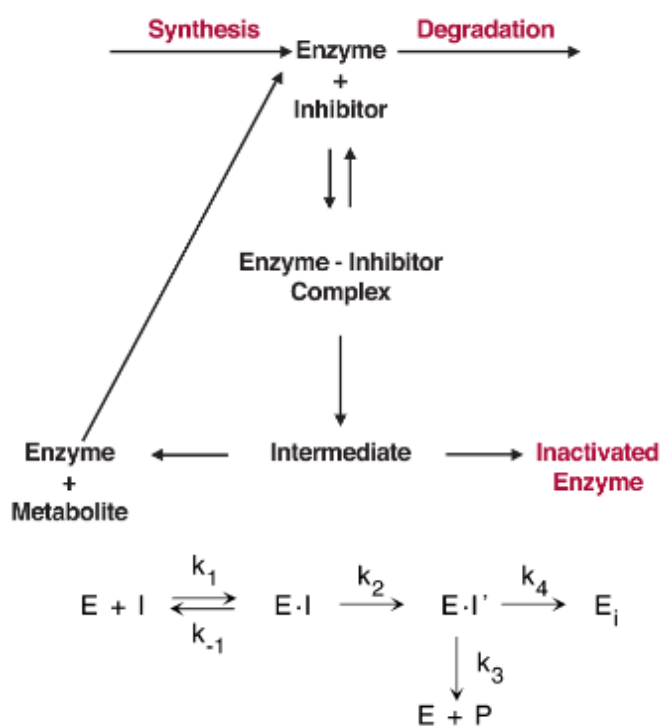 Synthesis Enzyme Degradation
+
Inhibitor
Enzyme - Inhibitor
Complex
Enzyme Intermediate Inactivated
+ Enzyme
Metabolite
k1 k2 k4
E + I E·I E·I' Ei
k-1 k3
E + P